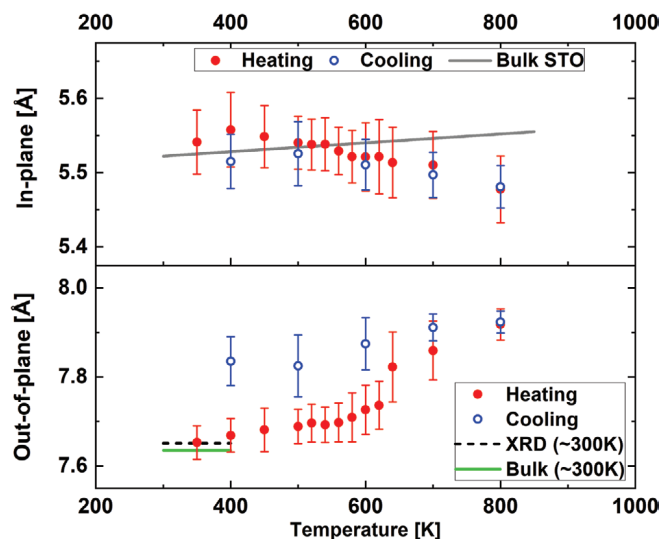 200 400 600 800 1000
Heating Cooling Bulk STO
5.6
5.5
5.4
In-plane [Å]
8.0
7.8
7.6
Out-of-plane [Å]
Heating
Cooling
XRD (~300K)
Bulk (~300K)
200 400 600 800 1000
Temperature [K]